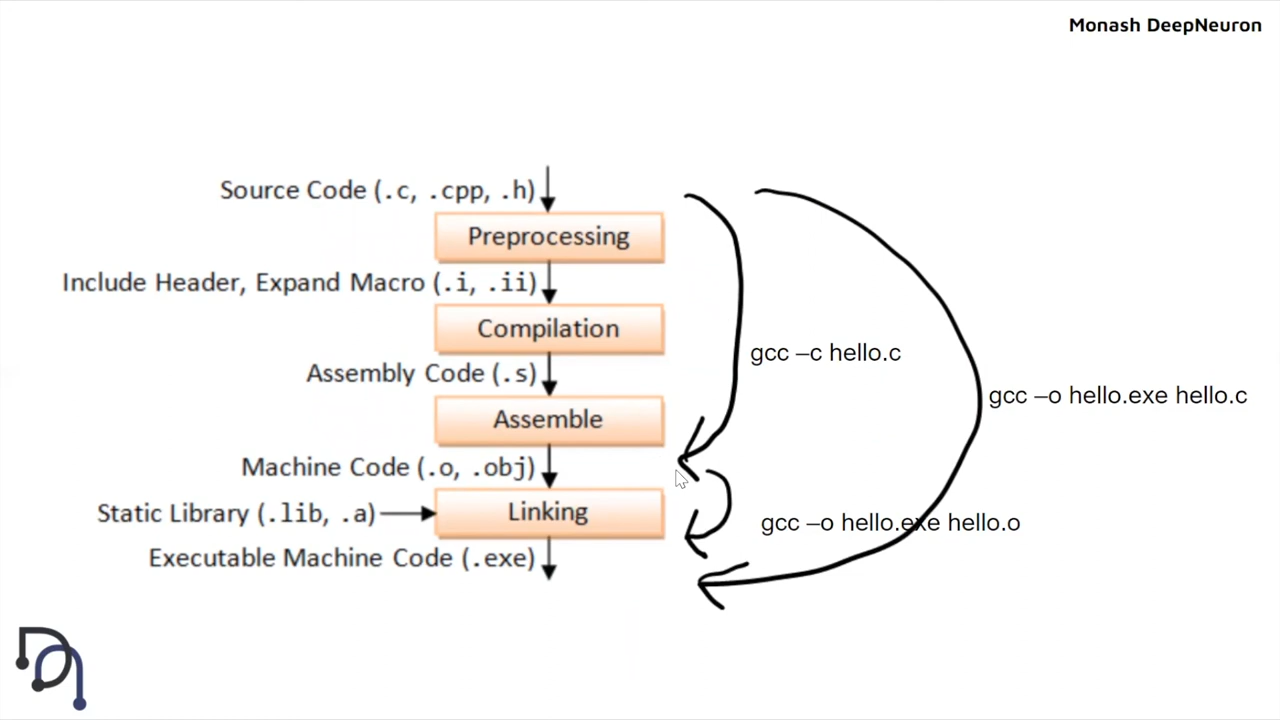 Monash DeepNeuron
Source Code (.c, .cpp, .h)
Preprocessing
Include Header, Expand Macro (.i, .ii)
Compilation
gcc –c hello.c
Assembly Code (.s)
gcc –o hello.exe hello.c
Assemble
Machine Code (.o, .obj)
Static Library (.lib, .a)
Linking
gcc –o hello.exe hello.o
Executable Machine Code (.exe)